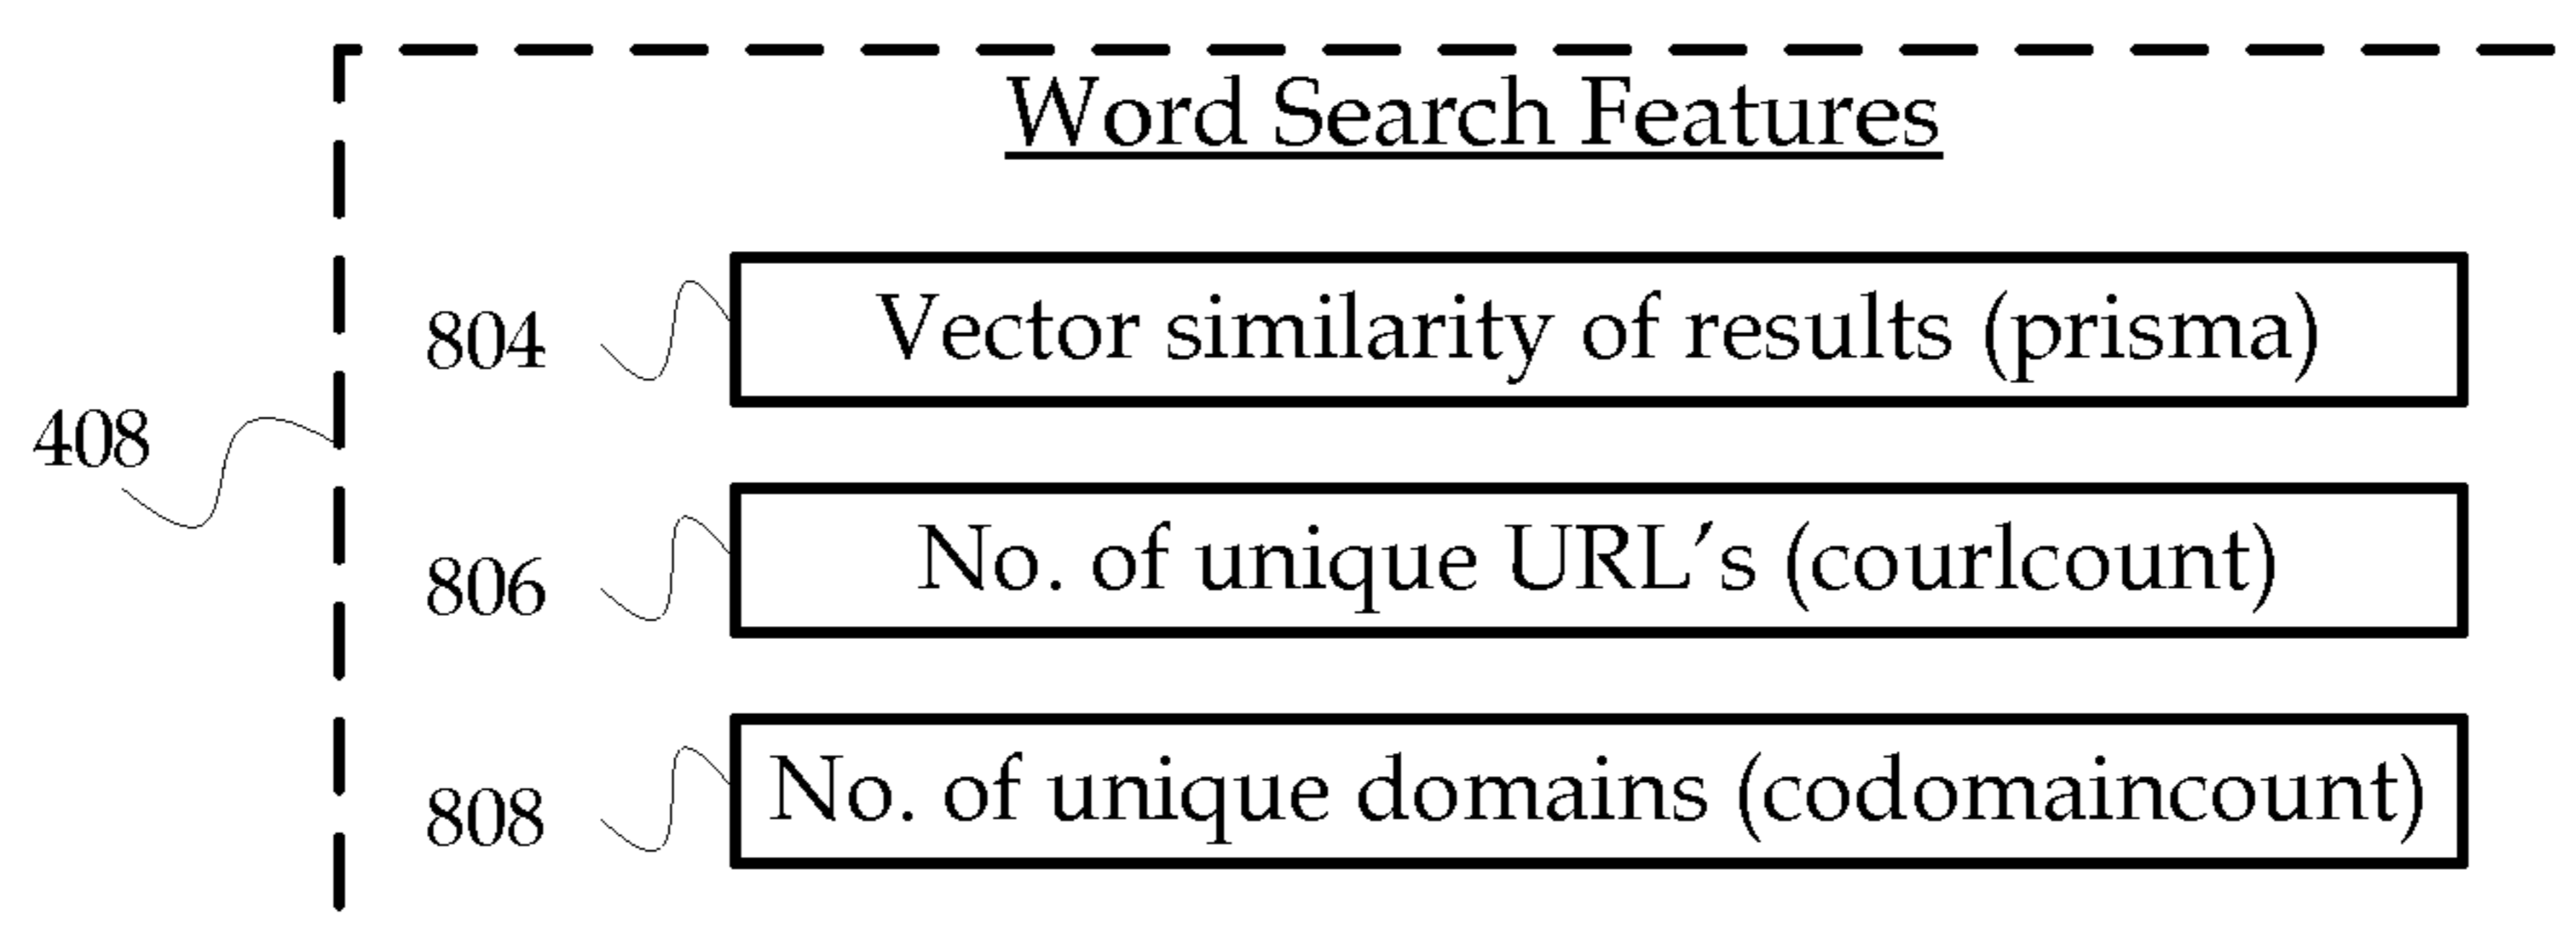 Word Search Features
804
Vector similarity of results (prisma)
408
806
No. of unique URL's (courlcount)
808
No. of unique domains (codomaincount)